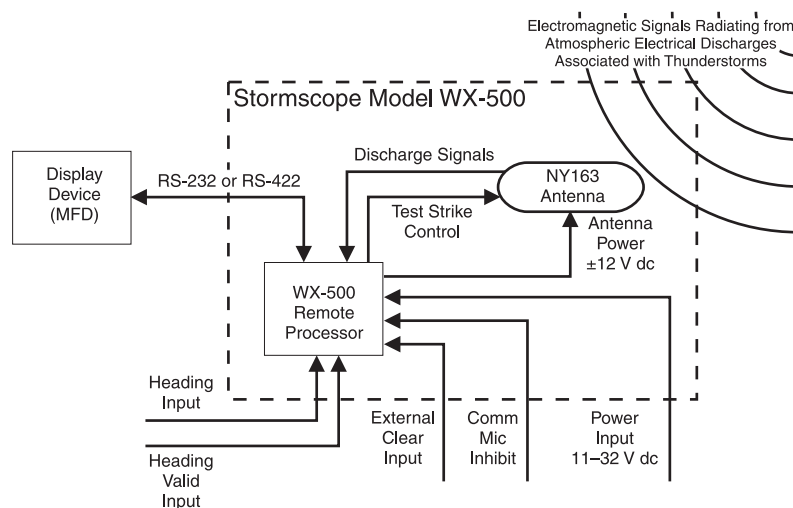 Electromagnetic Signals Radiating from
Atmospheric Electrical Discharges
Associated with Thunderstorms
Stormscope Model WX-500
Display
Device
(MFD)
RS-232 or RS-422
Discharge Signals
NY163
Antenna
Test Strike
Control
Antenna
Power
±12 V dc
WX-500
Remote
Processor
Heading
Input
Heading
Valid
Input
External
Clear
Input
Comm
Mic
Inhibit
Power
Input
11–32 V dc